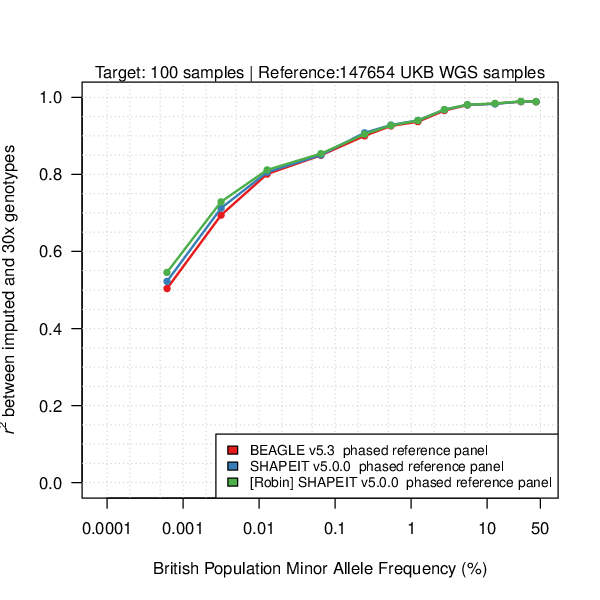 Target: 100 samples | Reference:147654 UKB WGS samples
1.0
0.8
0.6
0.4
0.2
0.0
r² between imputed and 30x genotypes
BEAGLE v5.3 phased reference panel
SHAPEIT v5.0.0 phased reference panel
[Robin] SHAPEIT v5.0.0 phased reference panel
0.0001 0.001 0.01 0.1 1 10 50
British Population Minor Allele Frequency (%)